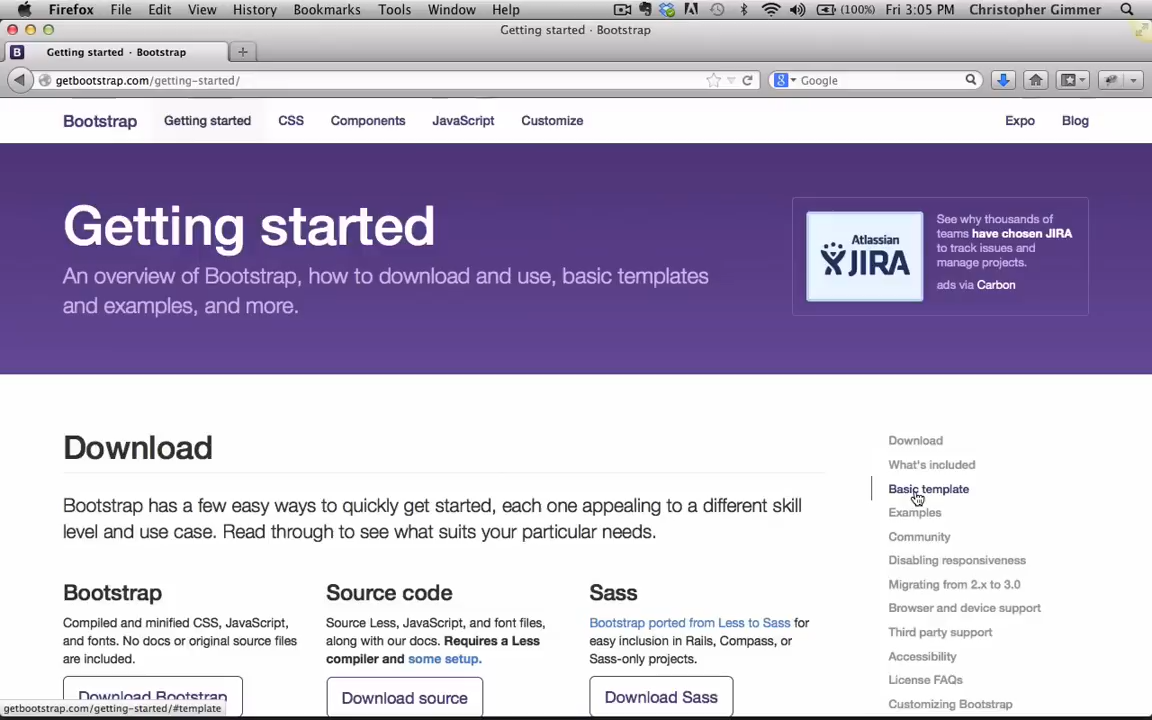 Firefox File Edit View History Bookmarks Tools Window Help (100%) Fri 3:05 PM Christopher Gimmer
Getting started · Bootstrap
B Getting started · Bootstrap +
getbootstrap.com/getting-started/ Google
Bootstrap Getting started CSS Components JavaScript Customize Expo Blog
Getting started
An overview of Bootstrap, how to download and use, basic templates
and examples, and more.
Atlassian
JIRA
See why thousands of
teams have chosen JIRA
to track issues and
manage projects.
ads via Carbon
Download
Bootstrap has a few easy ways to quickly get started, each one appealing to a different skill
level and use case. Read through to see what suits your particular needs.
Bootstrap
Compiled and minified CSS, JavaScript,
and fonts. No docs or original source files
are included.
Download Bootstrap
Source code
Source Less, JavaScript, and font files,
along with our docs. Requires a Less
compiler and some setup.
Download source
Sass
Bootstrap ported from Less to Sass for
easy inclusion in Rails, Compass, or
Sass-only projects.
Download Sass
Download
What's included
Basic template
Examples
Community
Disabling responsiveness
Migrating from 2.x to 3.0
Browser and device support
Third party support
Accessibility
License FAQs
Customizing Bootstrap
getbootstrap.com/getting-started/#template